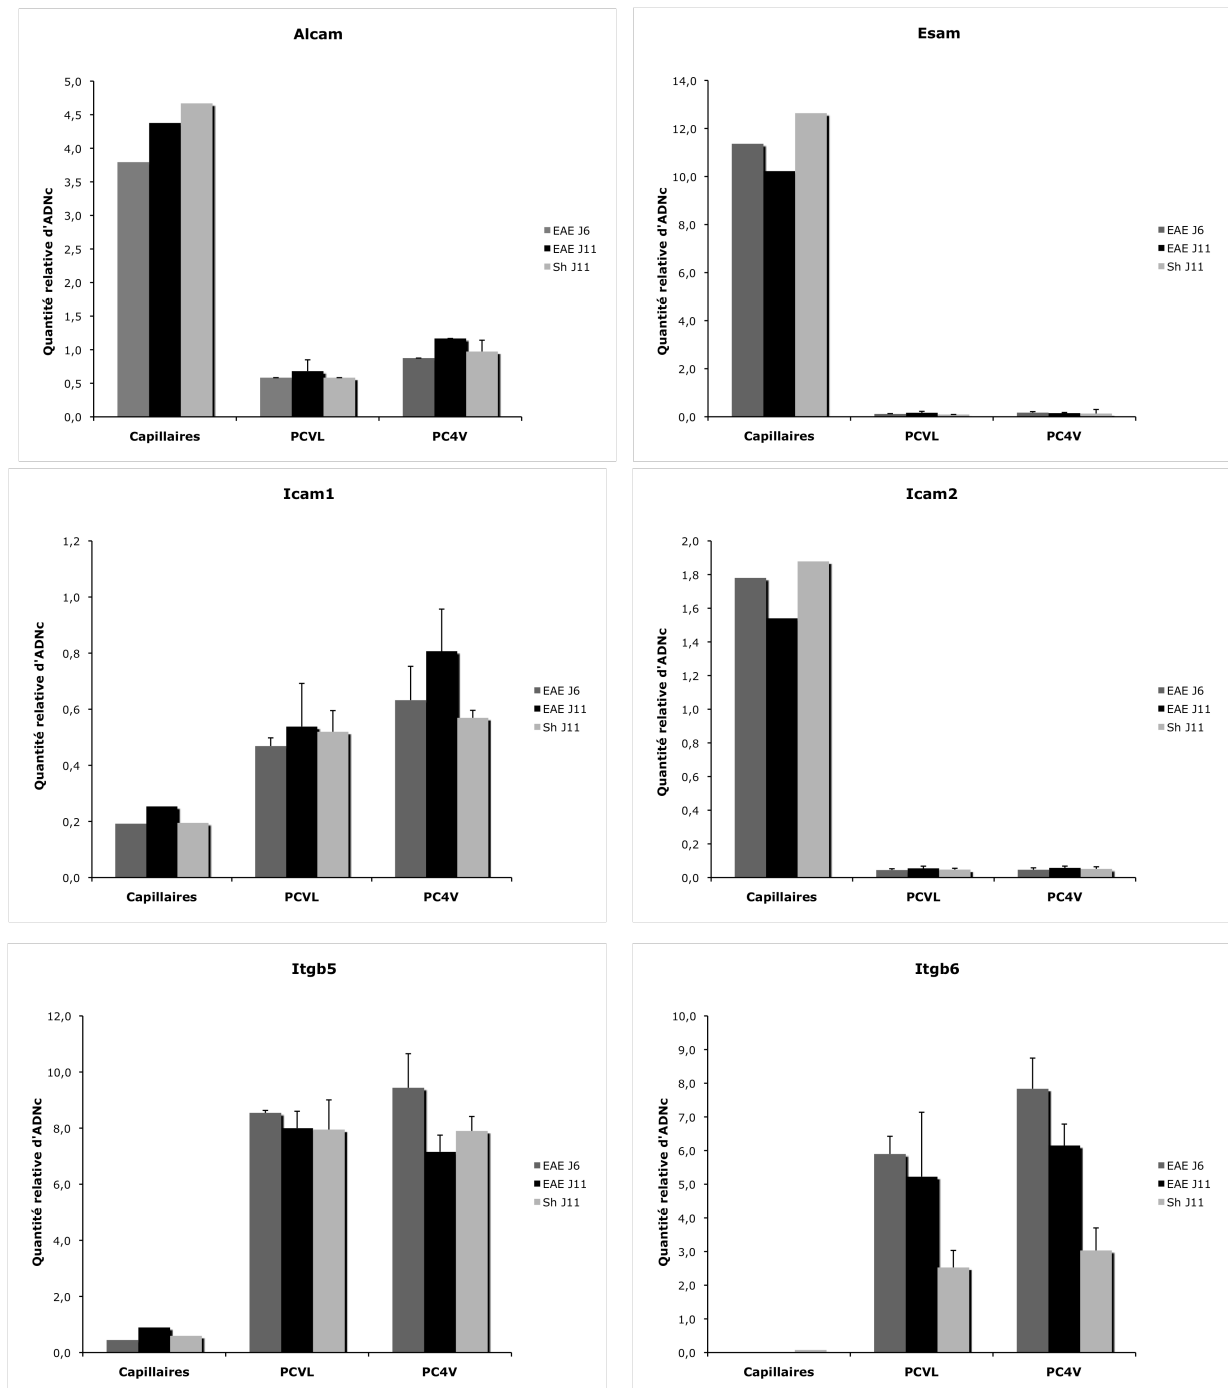 Alcam
Quantité relative d'ADNc
5,0
4,5
4,0
3,5
3,0
2,5
2,0
1,5
1,0
0,5
0,0
Capillaires PCVL PC4V
EAE J6
EAE J11
Sh J11
Esam
Quantité relative d'ADNc
14,0
12,0
10,0
8,0
6,0
4,0
2,0
0,0
Capillaires PCVL PC4V
EAE J6
EAE J11
Sh J11
Icam1
Quantité relative d'ADNc
1,2
1,0
0,8
0,6
0,4
0,2
0,0
Capillaires PCVL PC4V
EAE J6
EAE J11
Sh J11
Icam2
Quantité relative d'ADNc
2,0
1,8
1,6
1,4
1,2
1,0
0,8
0,6
0,4
0,2
0,0
Capillaires PCVL PC4V
EAE J6
EAE J11
Sh J11
Itgb5
Quantité relative d'ADNc
12,0
10,0
8,0
6,0
4,0
2,0
0,0
Capillaires PCVL PC4V
EAE J6
EAE J11
Sh J11
Itgb6
Quantité relative d'ADNc
10,0
9,0
8,0
7,0
6,0
5,0
4,0
3,0
2,0
1,0
0,0
Capillaires PCVL PC4V
EAE J6
EAE J11
Sh J11